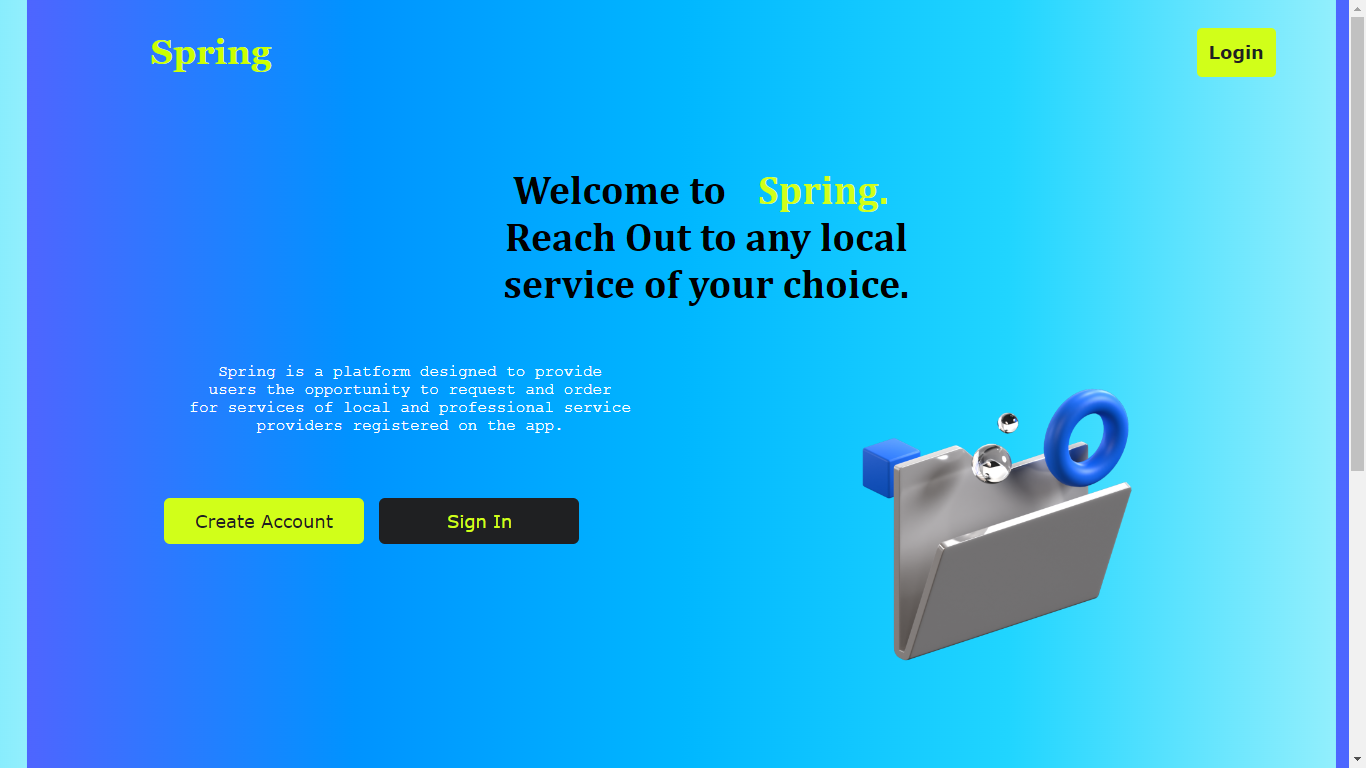 Spring
Login
Welcome to Spring.
Reach Out to any local
service of your choice.
Spring is a platform designed to provide
users the opportunity to request and order
for services of local and professional service
providers registered on the app.
Create Account
Sign In